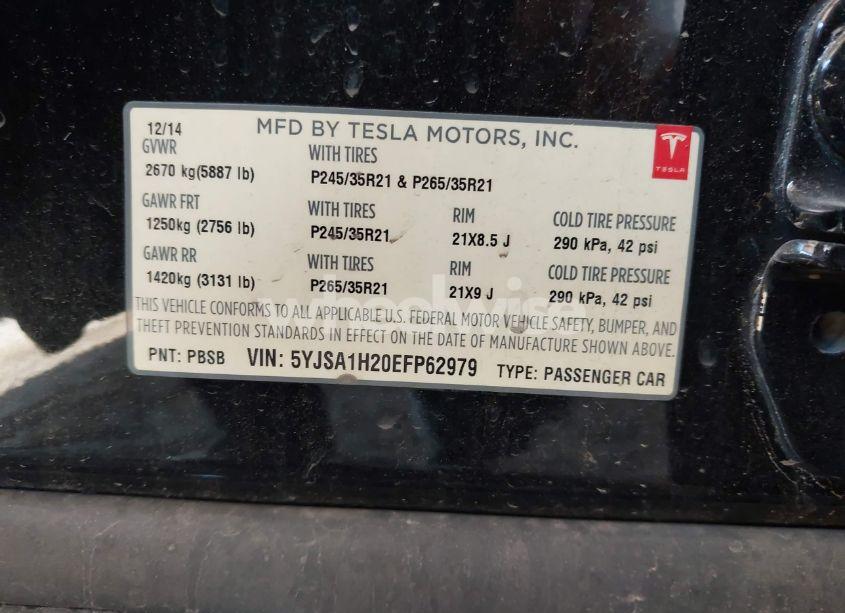 12/14 MFD BY TESLA MOTORS, INC.
GVWR WITH TIRES
TESLA
2670 kg(5887 lb) P245/35R21 & P265/35R21
GAWR FRT WITH TIRES RIM COLD TIRE PRESSURE
1250kg (2756 lb) P245/35R21 21X8.5 J 290 kPa, 42 psi
GAWR RR WITH TIRES RIM COLD TIRE PRESSURE
1420kg (3131 lb) P265/35R21 21X9 J 290 kPa, 42 psi
THIS VEHICLE CONFORMS TO ALL APPLICABLE U.S. FEDERAL MOTOR VEHICLE SAFETY, BUMPER, AND
THEFT PREVENTION STANDARDS IN EFFECT ON THE DATE OF MANUFACTURE SHOWN ABOVE.
PNT: PBSB VIN: 5YJSA1H20EFP62979 TYPE: PASSENGER CAR